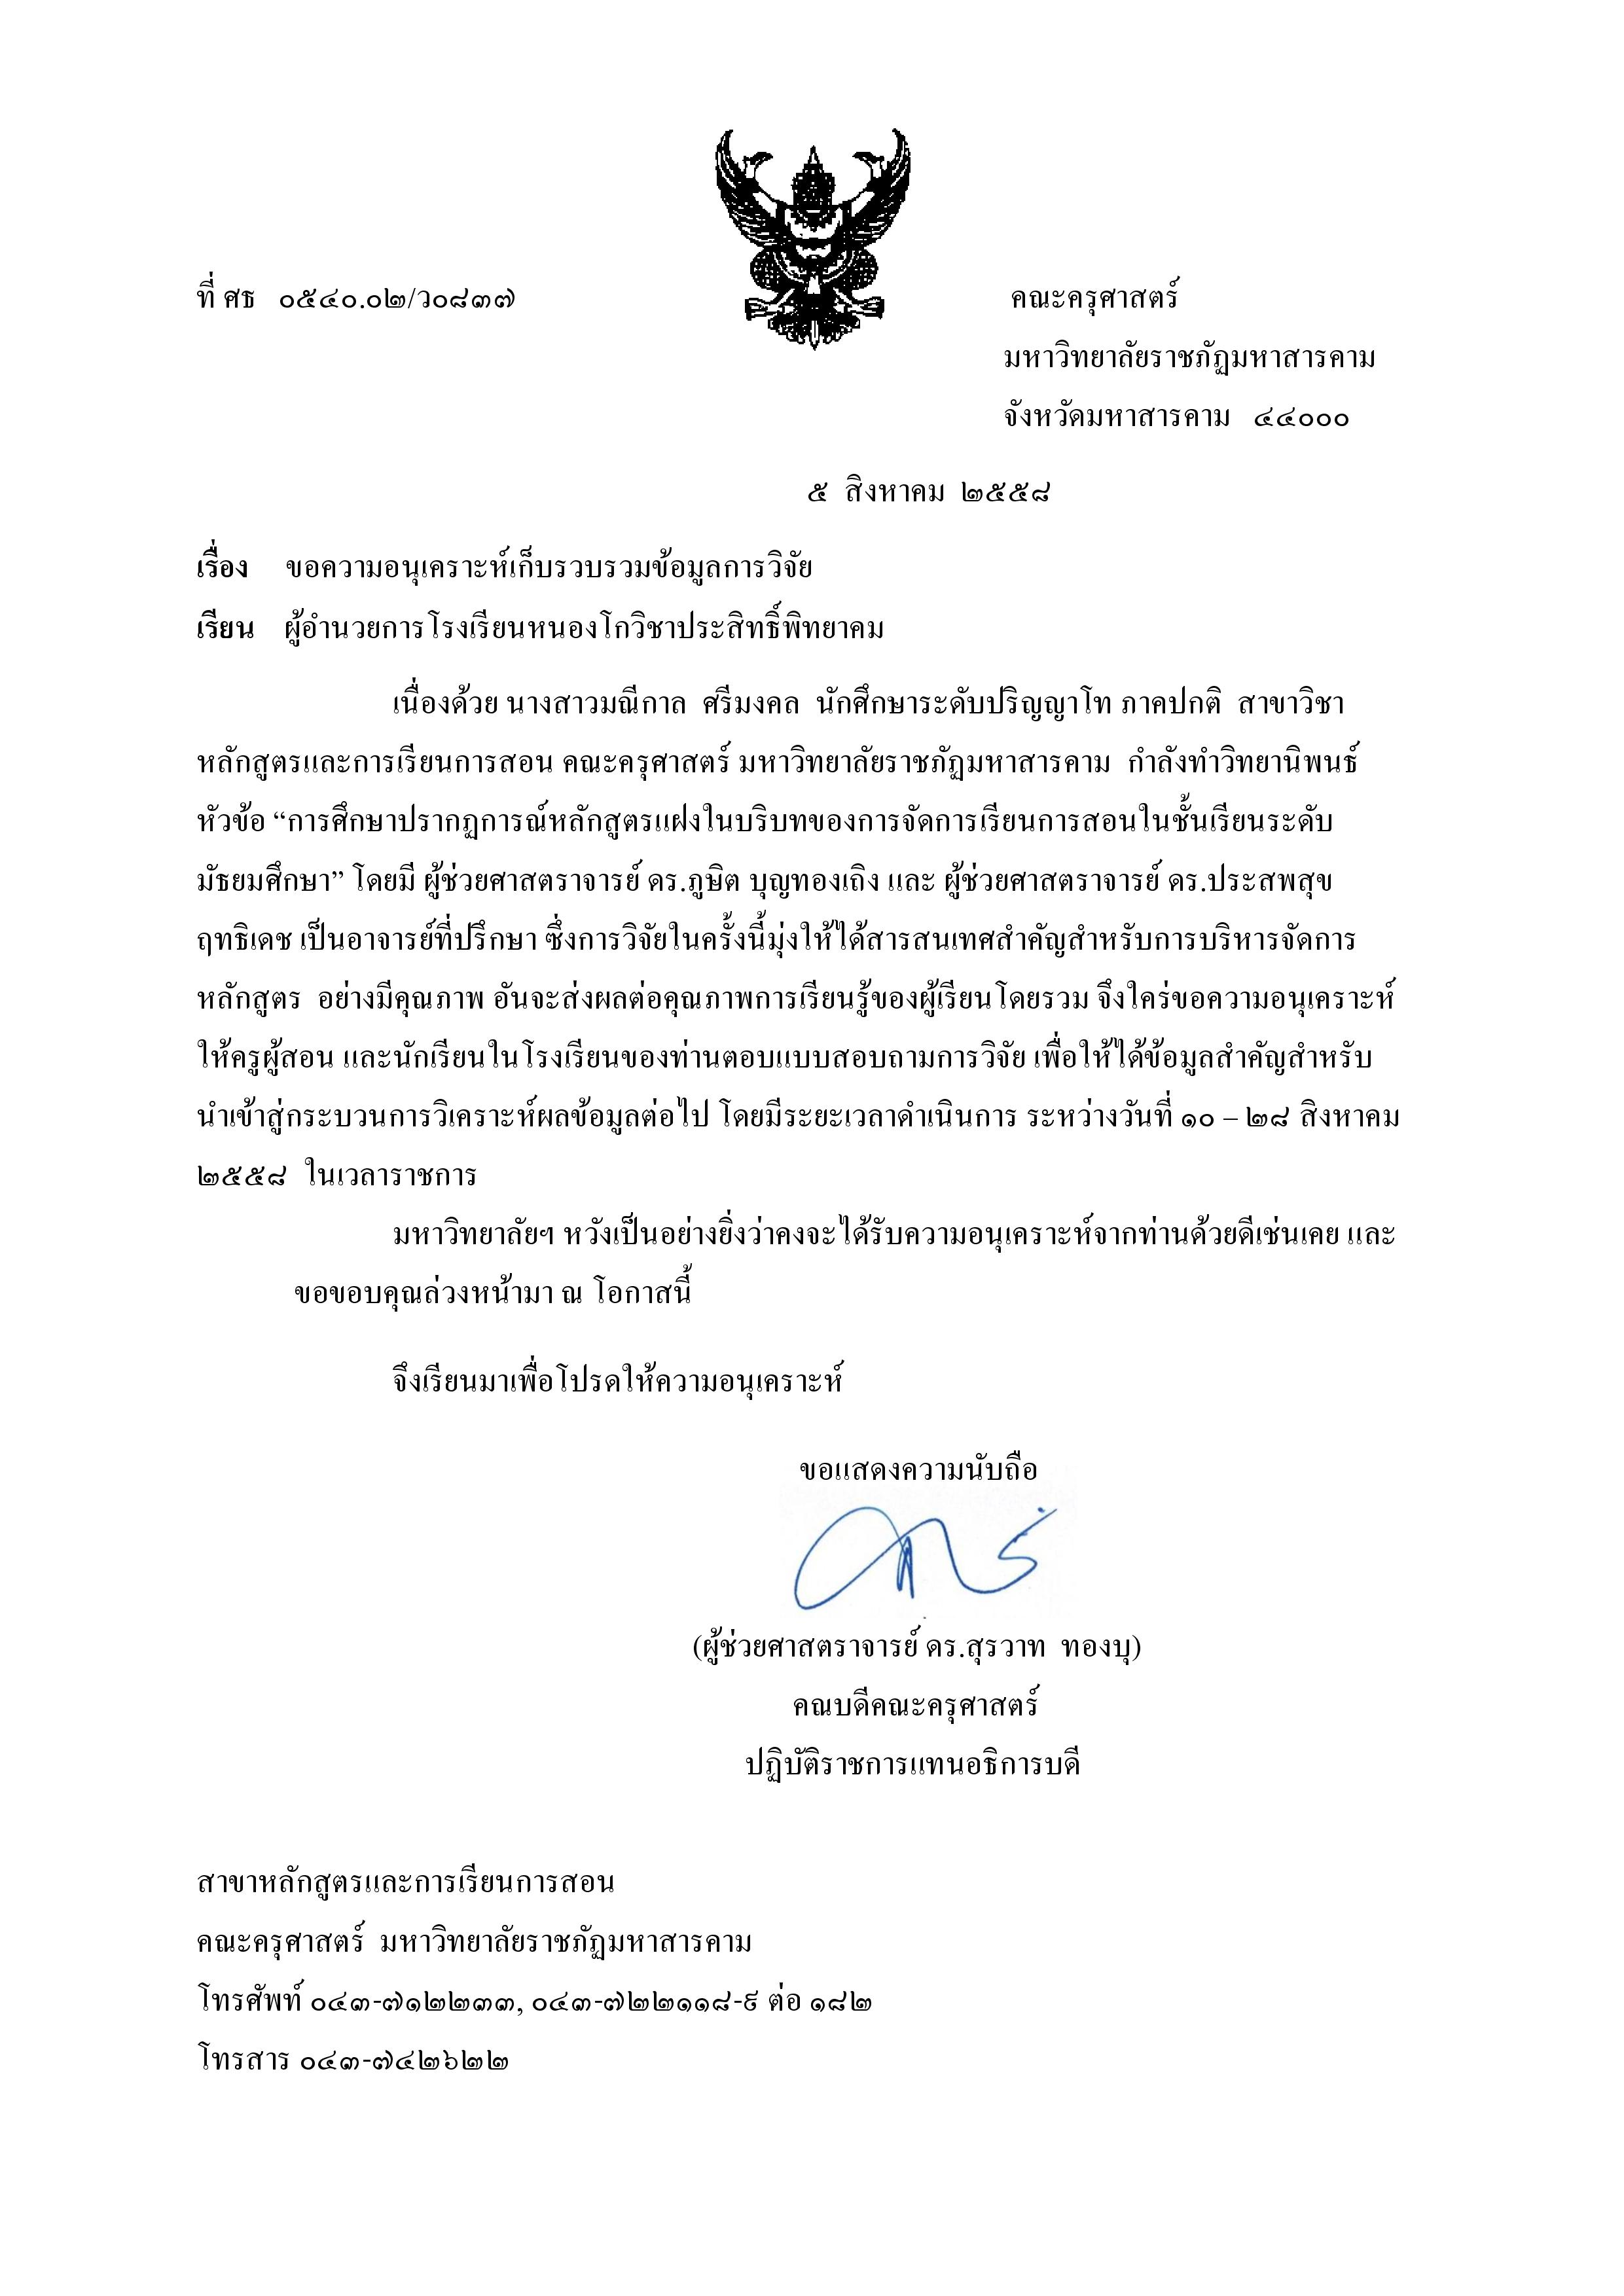 ที่ ศธ ๐๕๔๐.๐๒/ว๐๘๓๗
คณะครุศาสตร์
มหาวิทยาลัยราชภัฏมหาสารคาม
จังหวัดมหาสารคาม ๔๔๐๐๐
๕ สิงหาคม ๒๕๕๘
เรื่อง ขอความอนุเคราะห์เก็บรวบรวมข้อมูลการวิจัย
เรียน ผู้อำนวยการโรงเรียนหนองโกวิชาประสิทธิ์พิทยาคม
เนื่องด้วย นางสาวมณีกาล ศรีมงคล นักศึกษาระดับปริญญาโท ภาคปกติ สาขาวิชา
หลักสูตรและการเรียนการสอน คณะครุศาสตร์ มหาวิทยาลัยราชภัฏมหาสารคาม กำลังทำวิทยานิพนธ์
หัวข้อ “การศึกษาปรากฏการณ์หลักสูตรแฝงในบริบทของการจัดการเรียนการสอนในชั้นเรียนระดับ
มัธยมศึกษา” โดยมี ผู้ช่วยศาสตราจารย์ ดร.ภูษิต บุญทองเถิง และ ผู้ช่วยศาสตราจารย์ ดร.ประสพสุข
ฤทธิเดช เป็นอาจารย์ที่ปรึกษา ซึ่งการวิจัยในครั้งนี้มุ่งให้ได้สารสนเทศสำคัญสำหรับการบริหารจัดการ
หลักสูตร อย่างมีคุณภาพ อันจะส่งผลต่อคุณภาพการเรียนรู้ของผู้เรียนโดยรวม จึงใคร่ขอความอนุเคราะห์
ให้ครูผู้สอน และนักเรียนในโรงเรียนของท่านตอบแบบสอบถามการวิจัย เพื่อให้ได้ข้อมูลสำคัญสำหรับ
นำเข้าสู่กระบวนการวิเคราะห์ผลข้อมูลต่อไป โดยมีระยะเวลาดำเนินการ ระหว่างวันที่ ๑๐ – ๒๘ สิงหาคม
๒๕๕๘ ในเวลาราชการ
มหาวิทยาลัยฯ หวังเป็นอย่างยิ่งว่าคงจะได้รับความอนุเคราะห์จากท่านด้วยดีเช่นเคย และ
ขอขอบคุณล่วงหน้ามา ณ โอกาสนี้
จึงเรียนมาเพื่อโปรดให้ความอนุเคราะห์
ขอแสดงความนับถือ
(ผู้ช่วยศาสตราจารย์ ดร.สุรวาท ทองบุ)
คณบดีคณะครุศาสตร์
ปฏิบัติราชการแทนอธิการบดี
สาขาหลักสูตรและการเรียนการสอน
คณะครุศาสตร์ มหาวิทยาลัยราชภัฏมหาสารคาม
โทรศัพท์ ๐๔๓-๗๑๒๒๓๓, ๐๔๓-๗๒๒๑๑๘-๙ ต่อ ๑๘๒
โทรสาร ๐๔๓-๗๔๒๖๒๒